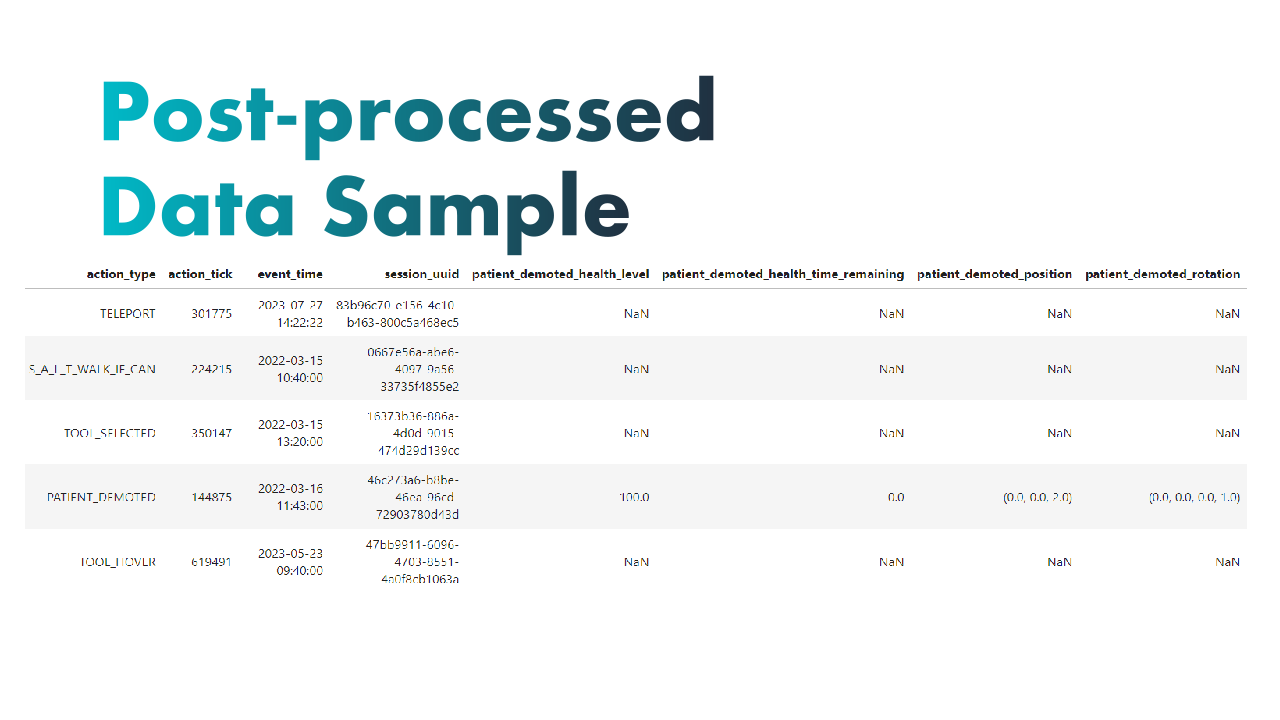 Post-processed
Data Sample
action_type action_tick event_time session_uuid patient_demoted_health_level patient_demoted_health_time_remaining patient_demoted_position patient_demoted_rotation
TELEPORT 301775 2023-07-27 14:22:22 83b96c70-e156-4c10-b463-800c5a468ec5 NaN NaN NaN NaN
S_A_L_T_WALK_IF_CAN 224215 2022-03-15 10:40:00 0667e56a-abe6-4097-9a56-33735f4855e2 NaN NaN NaN NaN
TOOL_SELECTED 350147 2022-03-15 13:20:00 16373b36-886a-4d0d-9015-474d29d139cc NaN NaN NaN NaN
PATIENT_DEMOTED 144875 2022-03-16 11:43:00 46c273a6-b8be-46ea-96cd-72903780d43d 100.0 0.0 (0.0, 0.0, 2.0) (0.0, 0.0, 0.0, 1.0)
TOOL_HOVER 619491 2023-05-23 09:40:00 47bb9911-6096-4703-8551-4a0f8cb1063a NaN NaN NaN NaN